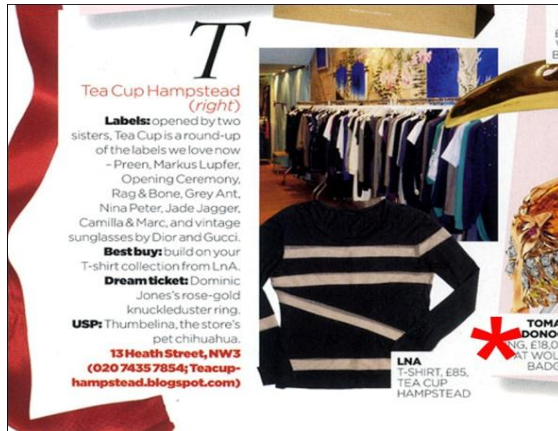 T
Tea Cup Hampstead
(right)
Labels: opened by two
sisters, Tea Cup is a round-up
of the labels we love now
– Preen, Markus Lupfer,
Opening Ceremony,
Rag & Bone, Grey Ant,
Nina Peter, Jade Jagger,
Camilla & Marc, and vintage
sunglasses by Dior and Gucci.
Best buy: build on your
T-shirt collection from LnA.
Dream ticket: Dominic
Jones's rose-gold
knuckleduster ring.
USP: Thumbelina, the store's
pet chihuahua.
13 Heath Street, NW3
(020 7435 7854; Teacup-
hampstead.blogspot.com)
LNA
T-SHIRT, £85,
TEA CUP
HAMPSTEAD
TOMA
DONOC
NG, £18,0
AT WOL
BADG